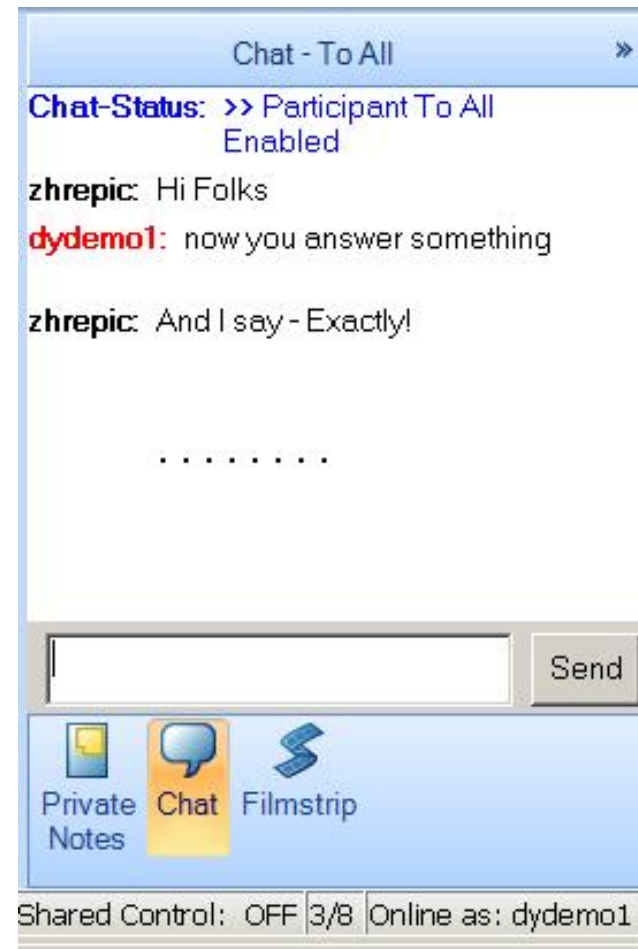 Chat - To All »
Chat-Status: >> Participant To All
Enabled
zhrepic: Hi Folks
dydemo1: now you answer something
zhrepic: And I say - Exactly!
. . . . . . . .
Send
Private Chat Filmstrip
Notes
Shared Control: OFF 3/8 Online as: dydemo1